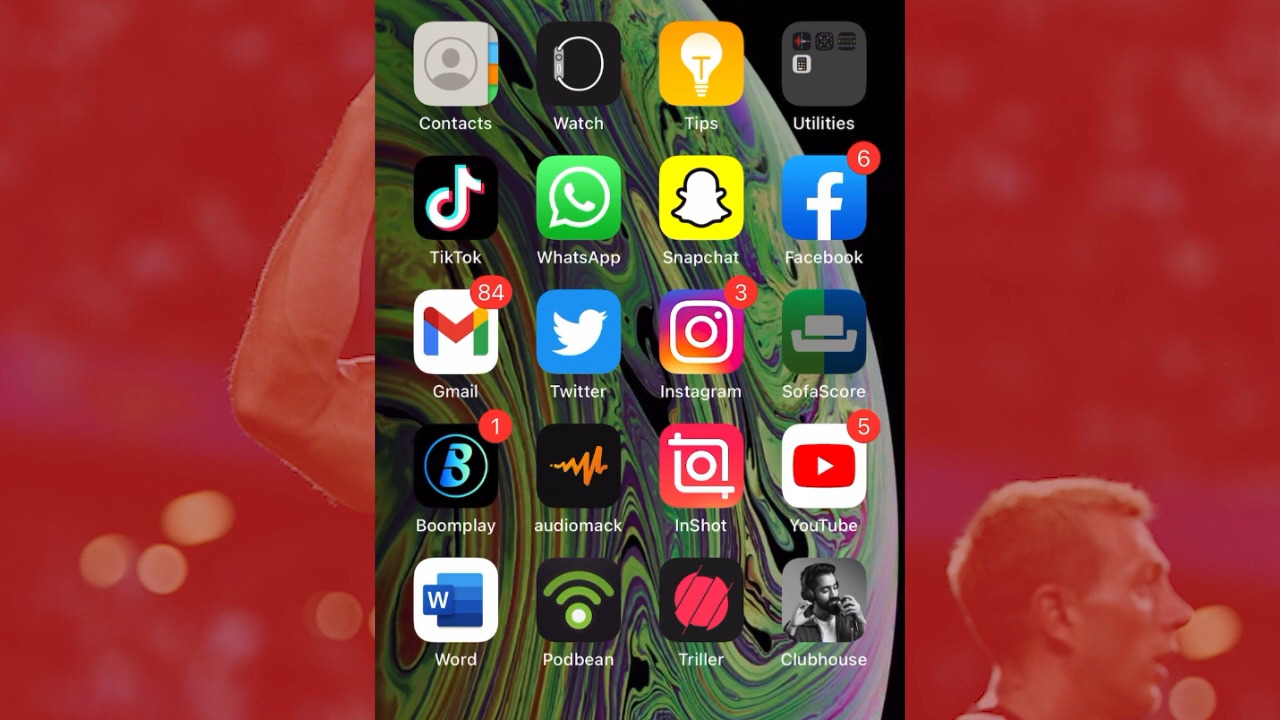 Contacts Watch Tips Utilities
6
TikTok WhatsApp Snapchat Facebook
84 3
Gmail Twitter Instagram SofaScore
1 5
Boomplay audiomack InShot YouTube
W
Word Podbean Triller Clubhouse